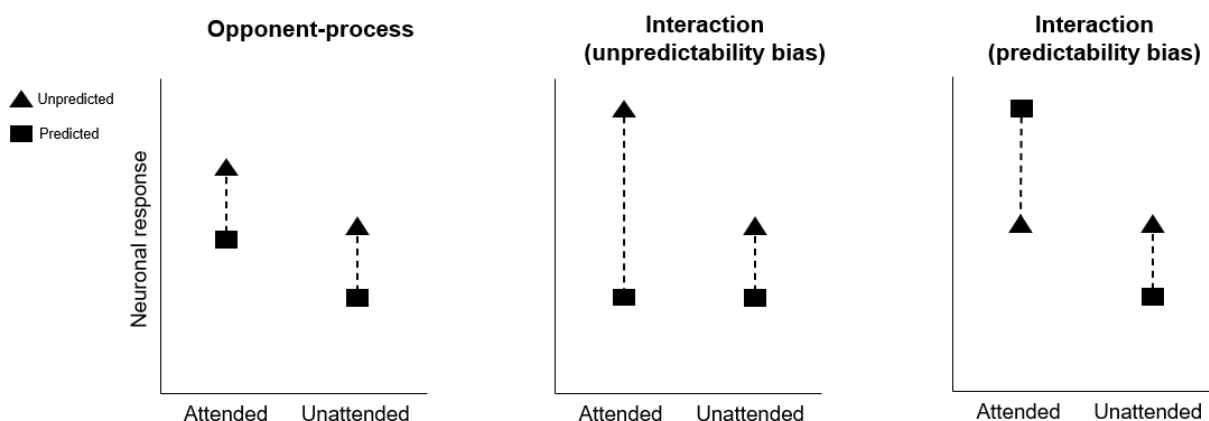 Opponent-process
Interaction
(unpredictability bias)
Interaction
(predictability bias)
Unpredicted
Predicted
Neuronal response
Attended Unattended
Attended Unattended
Attended Unattended